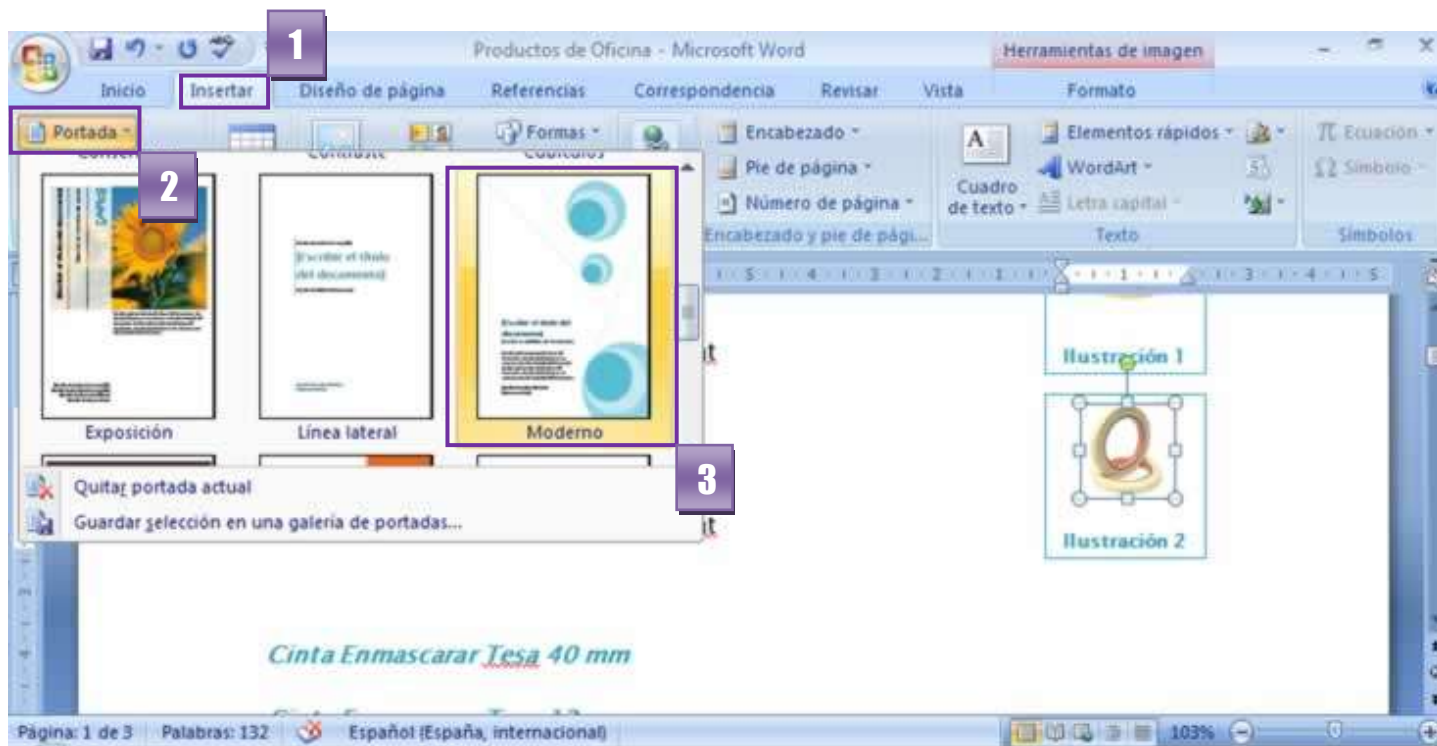 1
Productos de Oficina - Microsoft Word
Herramientas de imagen
Inicio
Insertar
Diseño de página
Referencias
Correspondencia
Revisar
Vista
Formato
Portada
Formas
Encabezado
Pie de página
Número de página
Encabezado y pie de pági...
A
Cuadro
de texto
Elementos rápidos
WordArt
Letra capital
Texto
π Ecuación
Ω Símbolo
Símbolos
2
Contraste
Cubículos
[Escribir el título
del documento]
Exposición
Línea lateral
Moderno
3
Quitar portada actual
Guardar selección en una galería de portadas...
Ilustración 1
Ilustración 2
Cinta Enmascarar Tesa 40 mm
Página: 1 de 3
Palabras: 132
Español (España, internacional)
103%